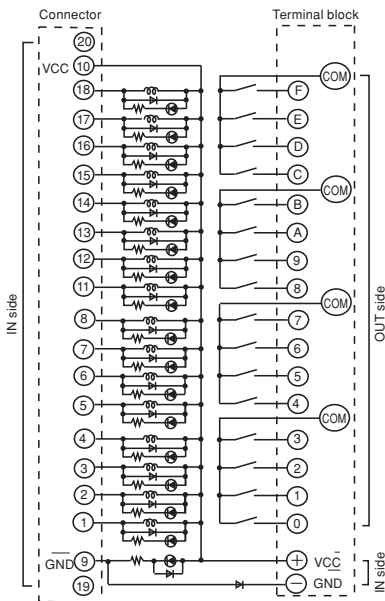 Connector Terminal block
20
VCC 10 COM
18 F
17 E
16 D
15 C
14 COM
B
13 A
12 9
11 8
8 COM
7
7 6
6 5
5 4
4 COM
3
3 2
2 1
1 0
GND 9 + VCC
19 − GND
IN side
OUT side
IN side